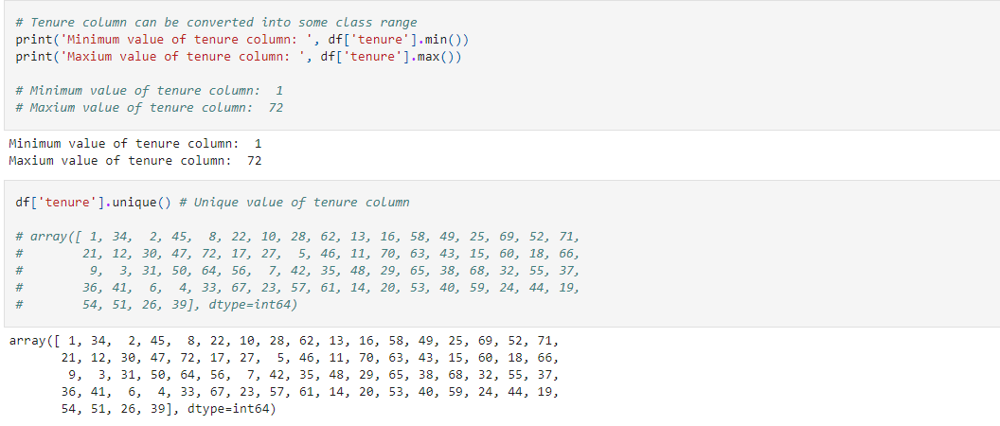 # Tenure column can be converted into some class range
print('Minimum value of tenure column: ', df['tenure'].min())
print('Maxium value of tenure column: ', df['tenure'].max())
# Minimum value of tenure column:  1
# Maxium value of tenure column:  72
Minimum value of tenure column:  1
Maxium value of tenure column:  72
df['tenure'].unique() # Unique value of tenure column
# array([ 1, 34,  2, 45,  8, 22, 10, 28, 62, 13, 16, 58, 49, 25, 69, 52, 71,
#        21, 12, 30, 47, 72, 17, 27,  5, 46, 11, 70, 63, 43, 15, 60, 18, 66,
#         9,  3, 31, 50, 64, 56,  7, 42, 35, 48, 29, 65, 38, 68, 32, 55, 37,
#        36, 41,  6,  4, 33, 67, 23, 57, 61, 14, 20, 53, 40, 59, 24, 44, 19,
#        54, 51, 26, 39], dtype=int64)
array([ 1, 34,  2, 45,  8, 22, 10, 28, 62, 13, 16, 58, 49, 25, 69, 52, 71,
       21, 12, 30, 47, 72, 17, 27,  5, 46, 11, 70, 63, 43, 15, 60, 18, 66,
        9,  3, 31, 50, 64, 56,  7, 42, 35, 48, 29, 65, 38, 68, 32, 55, 37,
       36, 41,  6,  4, 33, 67, 23, 57, 61, 14, 20, 53, 40, 59, 24, 44, 19,
       54, 51, 26, 39], dtype=int64)